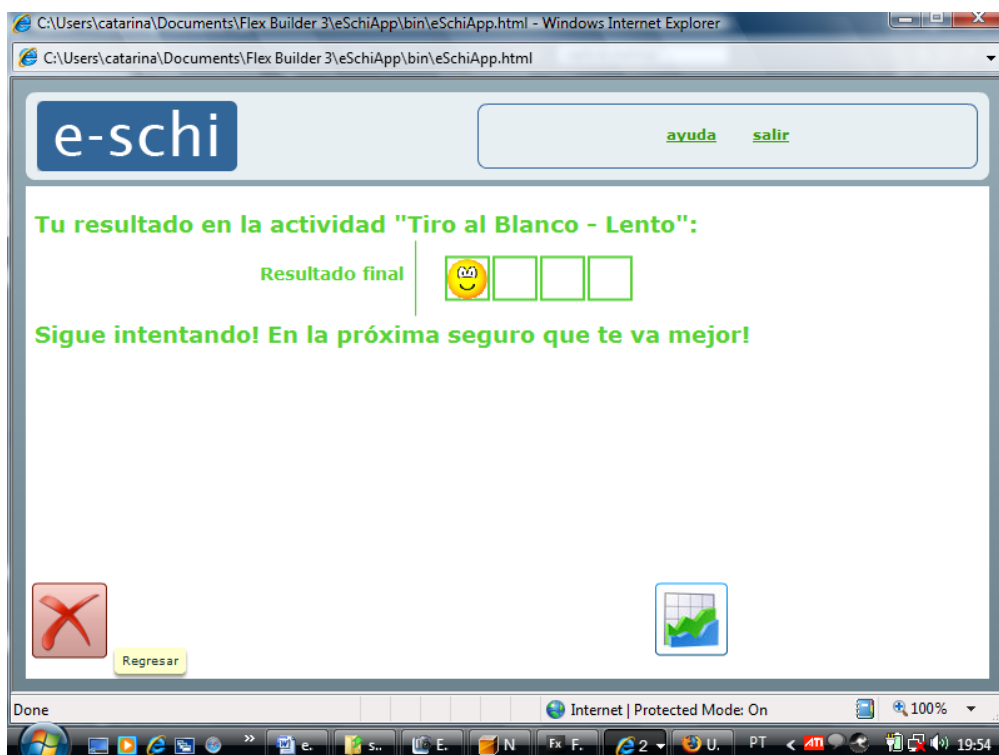 C:\Users\catarina\Documents\Flex Builder 3\eSchiApp\bin\eSchiApp.html - Windows Internet Explorer
C:\Users\catarina\Documents\Flex Builder 3\eSchiApp\bin\eSchiApp.html
e-schi
ayuda salir
Tu resultado en la actividad "Tiro al Blanco - Lento":
Resultado final
Sigue intentando! En la próxima seguro que te va mejor!
Regresar
Done Internet | Protected Mode: On 100%
» e. s.. E. N Fx F. 2 U. PT < ATI 19:54